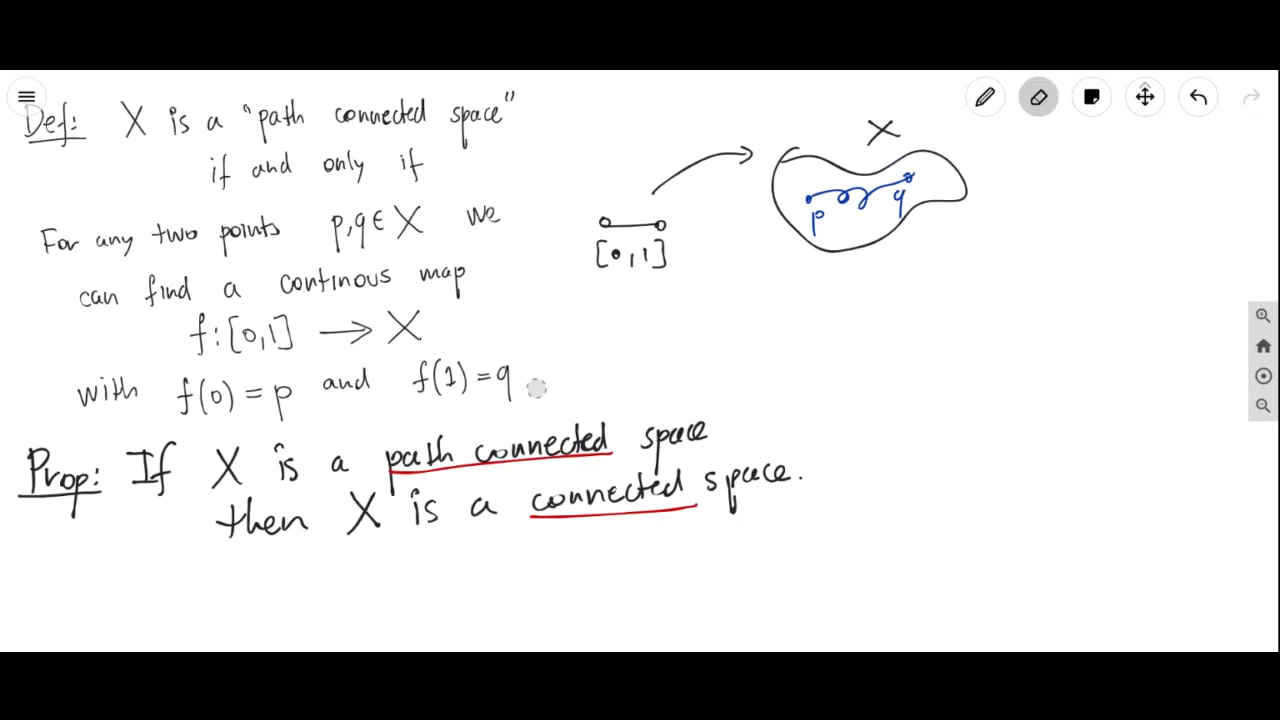 Def: X is a "path connected space"
if and only if
For any two points p,q ∈ X we
can find a continous map
f:[0,1] → X
with f(0) = p and f(1) = q
Prop: If X is a path connected space
then X is a connected space.
X
p q
[0,1]